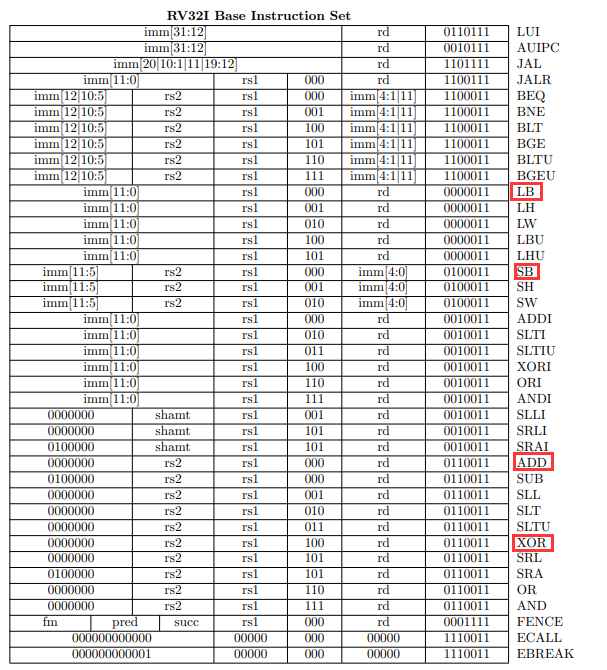 RV32I Base Instruction Set
imm[31:12] rd 0110111 LUI
imm[31:12] rd 0010111 AUIPC
imm[20|10:1|11|19:12] rd 1101111 JAL
imm[11:0] rs1 000 rd 1100111 JALR
imm[12|10:5] rs2 rs1 000 imm[4:1|11] 1100011 BEQ
imm[12|10:5] rs2 rs1 001 imm[4:1|11] 1100011 BNE
imm[12|10:5] rs2 rs1 100 imm[4:1|11] 1100011 BLT
imm[12|10:5] rs2 rs1 101 imm[4:1|11] 1100011 BGE
imm[12|10:5] rs2 rs1 110 imm[4:1|11] 1100011 BLTU
imm[12|10:5] rs2 rs1 111 imm[4:1|11] 1100011 BGEU
imm[11:0] rs1 000 rd 0000011 LB
imm[11:0] rs1 001 rd 0000011 LH
imm[11:0] rs1 010 rd 0000011 LW
imm[11:0] rs1 100 rd 0000011 LBU
imm[11:0] rs1 101 rd 0000011 LHU
imm[11:5] rs2 rs1 000 imm[4:0] 0100011 SB
imm[11:5] rs2 rs1 001 imm[4:0] 0100011 SH
imm[11:5] rs2 rs1 010 imm[4:0] 0100011 SW
imm[11:0] rs1 000 rd 0010011 ADDI
imm[11:0] rs1 010 rd 0010011 SLTI
imm[11:0] rs1 011 rd 0010011 SLTIU
imm[11:0] rs1 100 rd 0010011 XORI
imm[11:0] rs1 110 rd 0010011 ORI
imm[11:0] rs1 111 rd 0010011 ANDI
0000000 shamt rs1 001 rd 0010011 SLLI
0000000 shamt rs1 101 rd 0010011 SRLI
0100000 shamt rs1 101 rd 0010011 SRAI
0000000 rs2 rs1 000 rd 0110011 ADD
0100000 rs2 rs1 000 rd 0110011 SUB
0000000 rs2 rs1 001 rd 0110011 SLL
0000000 rs2 rs1 010 rd 0110011 SLT
0000000 rs2 rs1 011 rd 0110011 SLTU
0000000 rs2 rs1 100 rd 0110011 XOR
0000000 rs2 rs1 101 rd 0110011 SRL
0100000 rs2 rs1 101 rd 0110011 SRA
0000000 rs2 rs1 110 rd 0110011 OR
0000000 rs2 rs1 111 rd 0110011 AND
fm pred succ rs1 000 rd 0001111 FENCE
000000000000 00000 000 00000 1110011 ECALL
000000000001 00000 000 00000 1110011 EBREAK